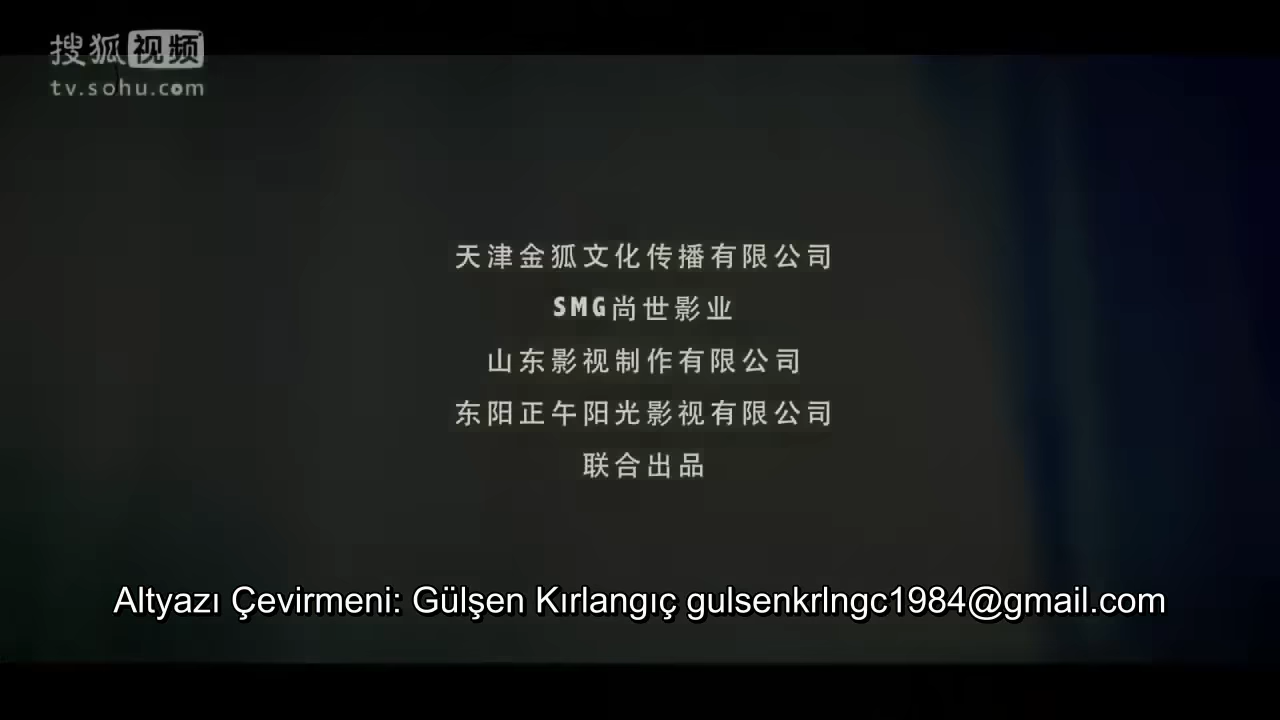 搜狐视频
tv.sohu.com
天津金狐文化传播有限公司
SMG尚世影业
山东影视制作有限公司
东阳正午阳光影视有限公司
联合出品
Altyazı Çevirmeni: Gülşen Kırlangıç gulsenkrlngc1984@gmail.com